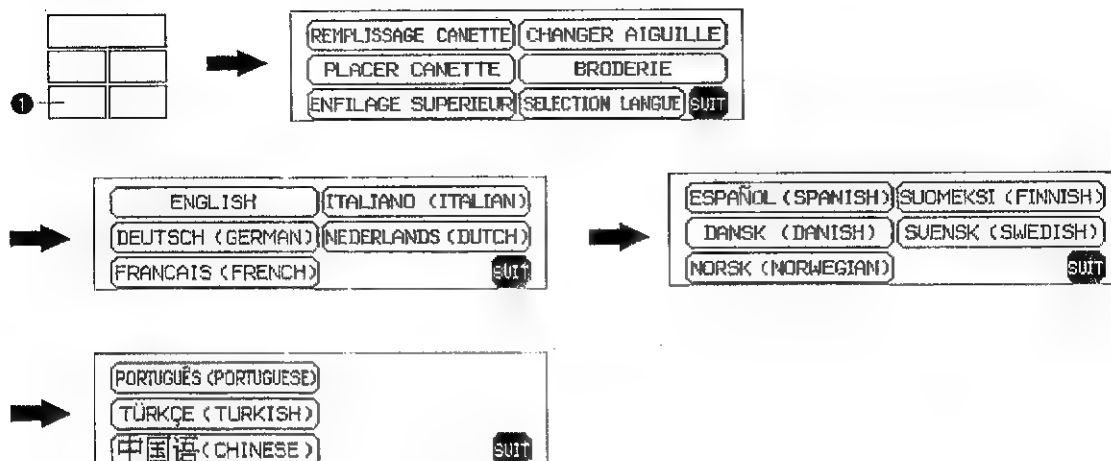 REMPLISSAGE CANETTE CHANGER AIGUILLE
PLACER CANETTE BRODERIE
1 ENFILAGE SUPERIEUR SELECTION LANGUE SUIT
ENGLISH ITALIANO (ITALIAN)
DEUTSCH (GERMAN) NEDERLANDS (DUTCH)
FRANCAIS (FRENCH) SUIT
ESPAÑOL (SPANISH) SUOMEKSI (FINNISH)
DANSK (DANISH) SUENSK (SWEDISH)
NORSK (NORWEGIAN) SUIT
PORTUGUÊS (PORTUGUESE)
TÜRKÇE (TURKISH)
中国语 (CHINESE) SUIT